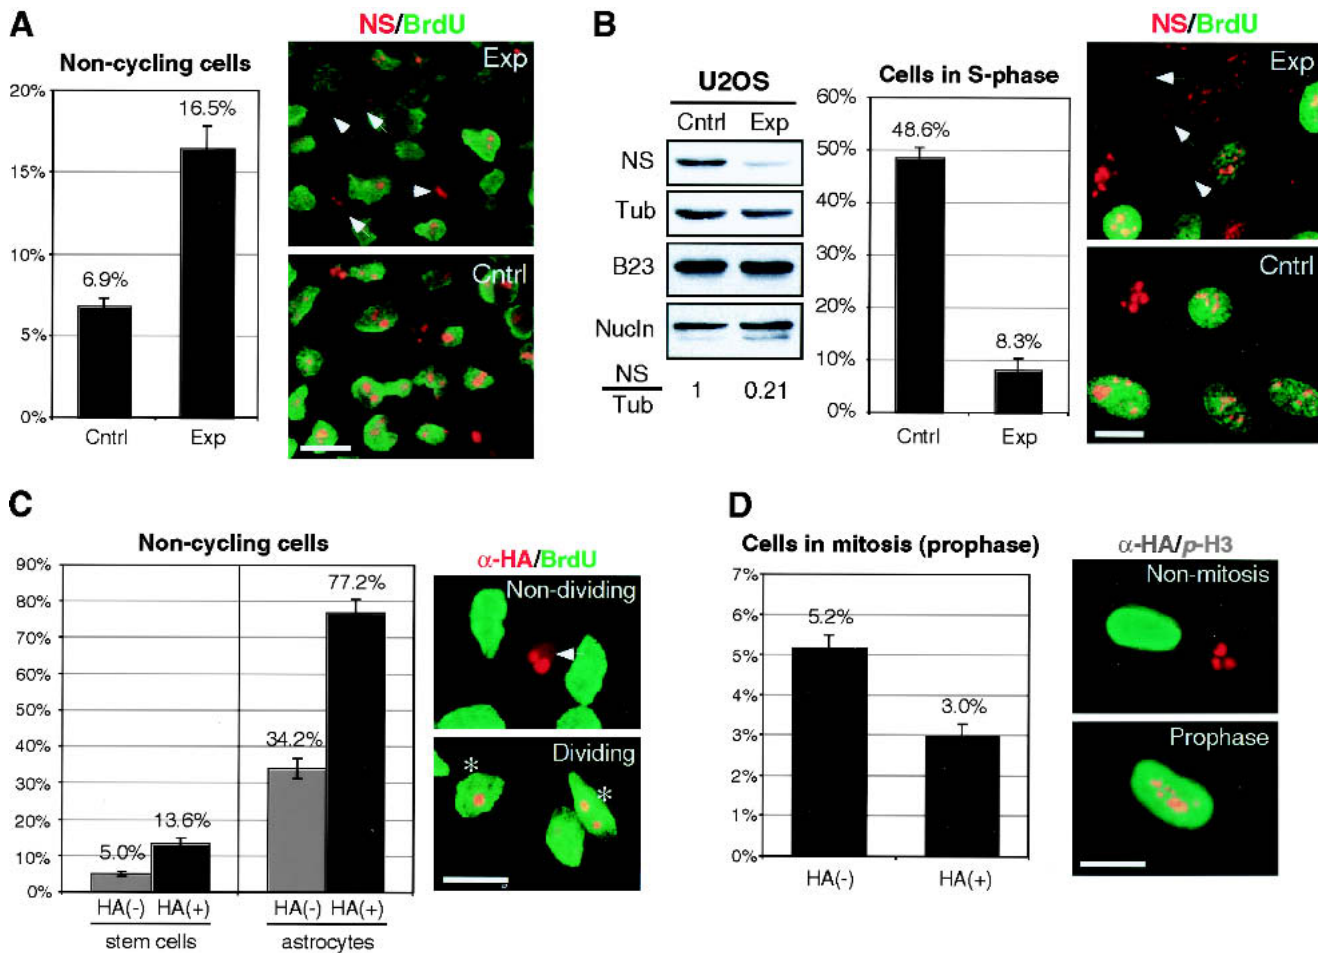 A
NS/BrdU
Non-cycling cells
20%
15%
10%
5%
0%
6.9%
16.5%
Cntrl
Exp
Exp
Cntrl
B
U2OS
Cntrl Exp
NS
Tub
B23
Nucln
NS
Tub
1
0.21
Cells in S-phase
60%
50%
40%
30%
20%
10%
0%
48.6%
8.3%
Cntrl
Exp
NS/BrdU
Exp
Cntrl
C
Non-cycling cells
90%
80%
70%
60%
50%
40%
30%
20%
10%
0%
5.0%
13.6%
34.2%
77.2%
HA(-) HA(+)
stem cells
HA(-) HA(+)
astrocytes
α-HA/BrdU
Non-dividing
Dividing
*
*
D
Cells in mitosis (prophase)
7%
6%
5%
4%
3%
2%
1%
0%
5.2%
3.0%
HA(-)
HA(+)
α-HA/p-H3
Non-mitosis
Prophase